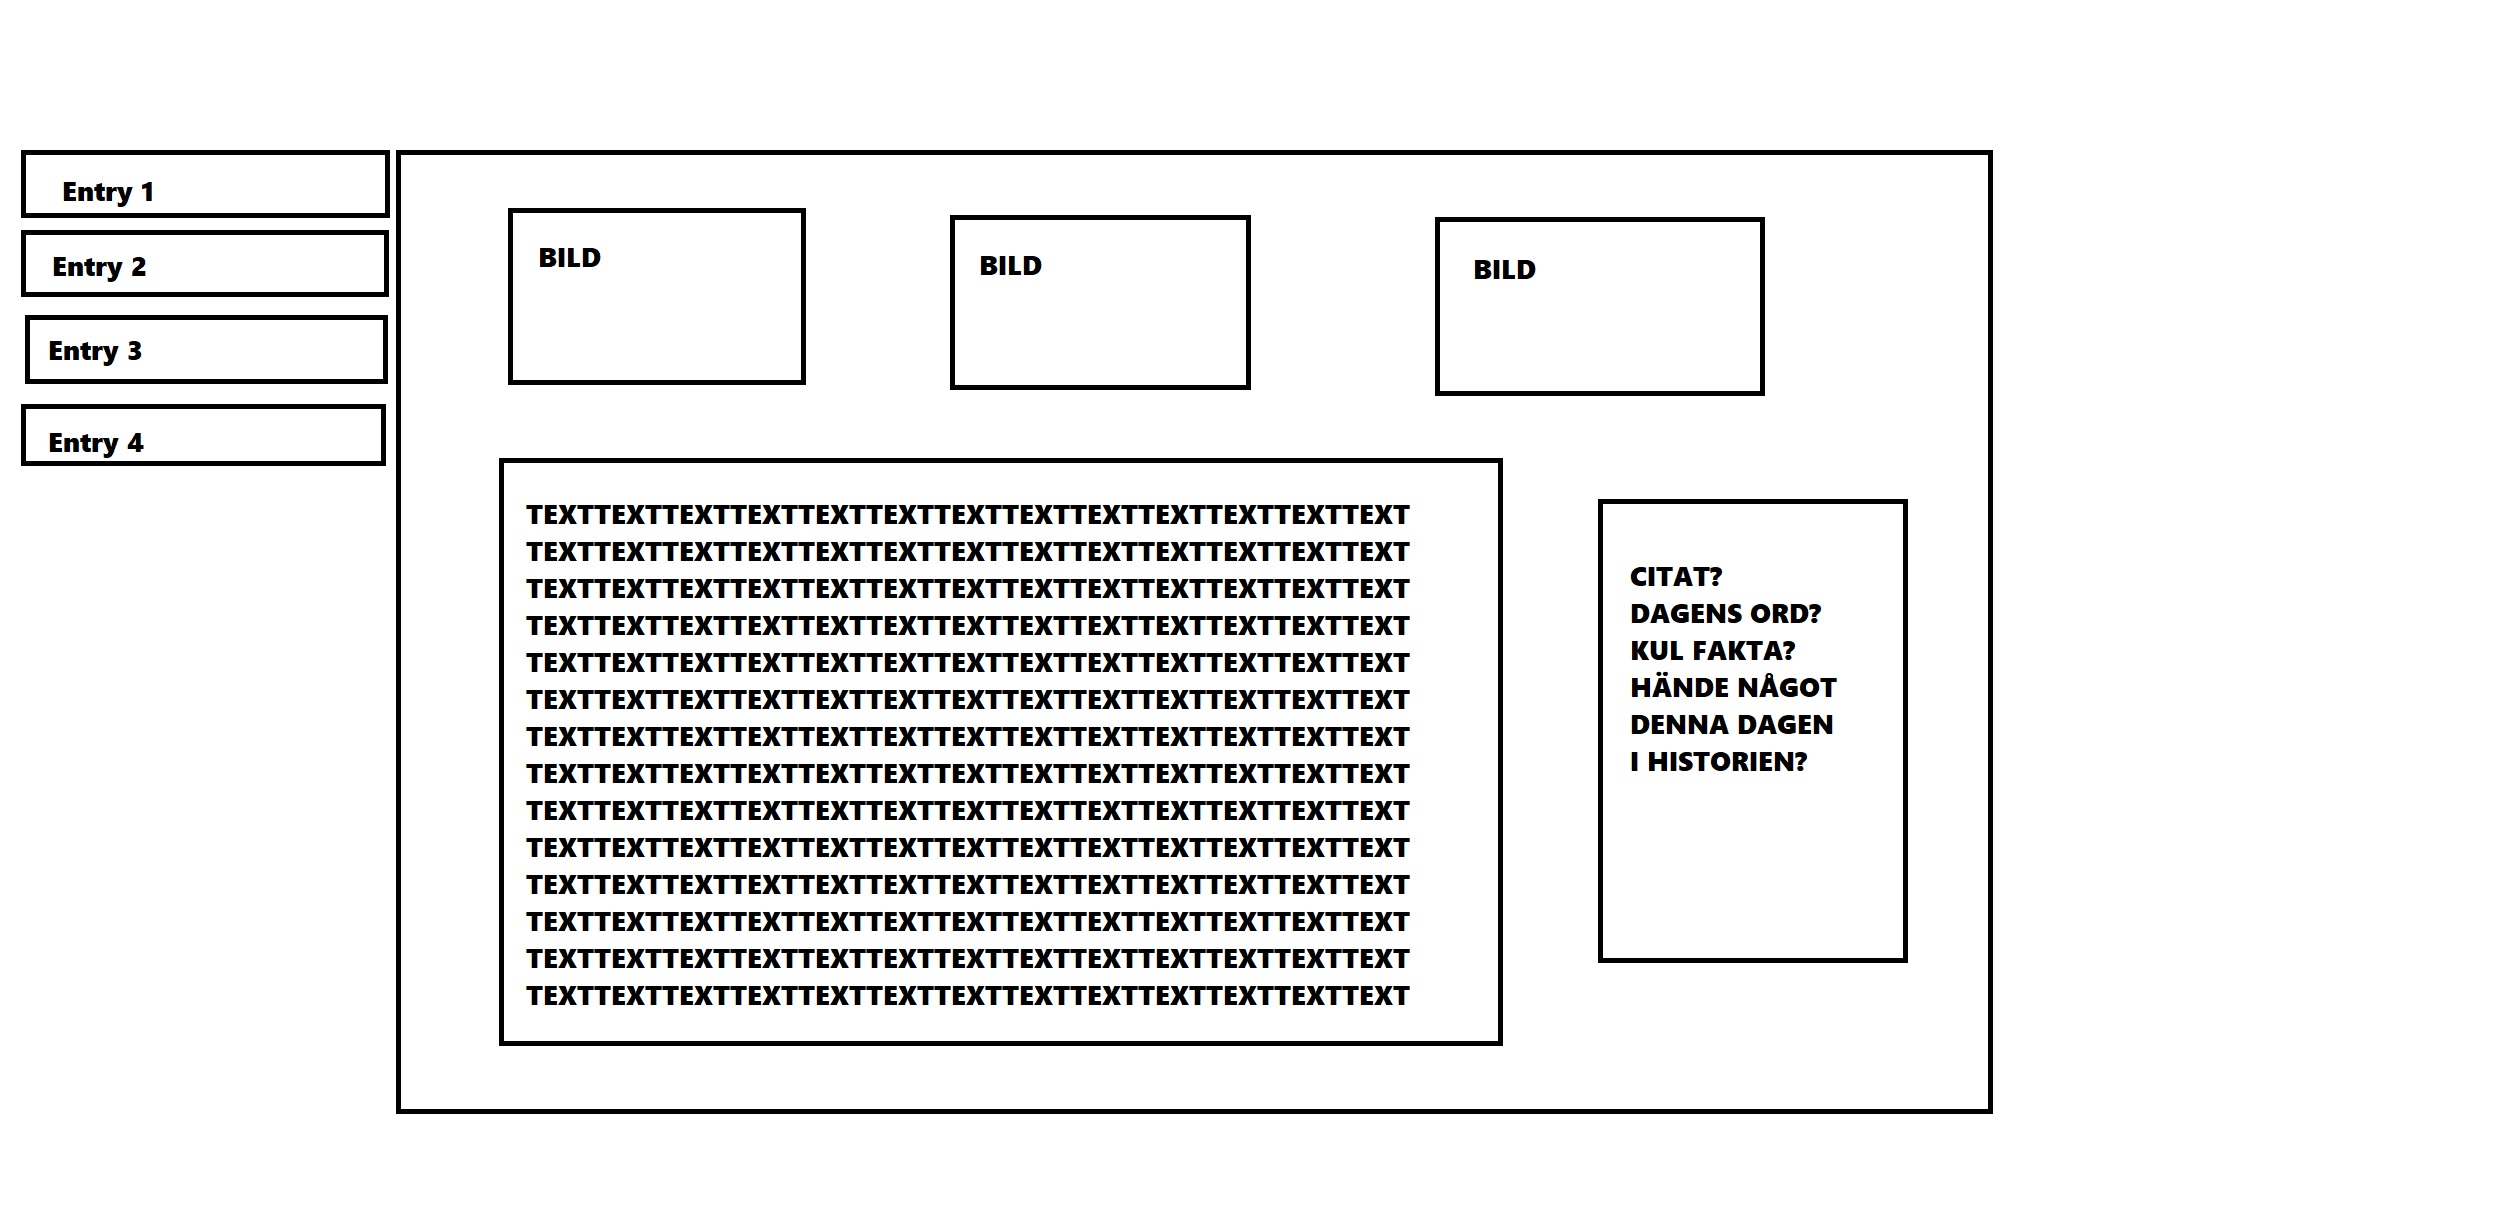 Entry 1
Entry 2
Entry 3
Entry 4
BILD
BILD
BILD
TEXTTEXTTEXTTEXTTEXTTEXTTEXTTEXTTEXTTEXTTEXTTEXTTEXT
TEXTTEXTTEXTTEXTTEXTTEXTTEXTTEXTTEXTTEXTTEXTTEXTTEXT
TEXTTEXTTEXTTEXTTEXTTEXTTEXTTEXTTEXTTEXTTEXTTEXTTEXT
TEXTTEXTTEXTTEXTTEXTTEXTTEXTTEXTTEXTTEXTTEXTTEXTTEXT
TEXTTEXTTEXTTEXTTEXTTEXTTEXTTEXTTEXTTEXTTEXTTEXTTEXT
TEXTTEXTTEXTTEXTTEXTTEXTTEXTTEXTTEXTTEXTTEXTTEXTTEXT
TEXTTEXTTEXTTEXTTEXTTEXTTEXTTEXTTEXTTEXTTEXTTEXTTEXT
TEXTTEXTTEXTTEXTTEXTTEXTTEXTTEXTTEXTTEXTTEXTTEXTTEXT
TEXTTEXTTEXTTEXTTEXTTEXTTEXTTEXTTEXTTEXTTEXTTEXTTEXT
TEXTTEXTTEXTTEXTTEXTTEXTTEXTTEXTTEXTTEXTTEXTTEXTTEXT
TEXTTEXTTEXTTEXTTEXTTEXTTEXTTEXTTEXTTEXTTEXTTEXTTEXT
TEXTTEXTTEXTTEXTTEXTTEXTTEXTTEXTTEXTTEXTTEXTTEXTTEXT
TEXTTEXTTEXTTEXTTEXTTEXTTEXTTEXTTEXTTEXTTEXTTEXTTEXT
TEXTTEXTTEXTTEXTTEXTTEXTTEXTTEXTTEXTTEXTTEXTTEXTTEXT
CITAT?
DAGENS ORD?
KUL FAKTA?
HÄNDE NÅGOT
DENNA DAGEN
I HISTORIEN?